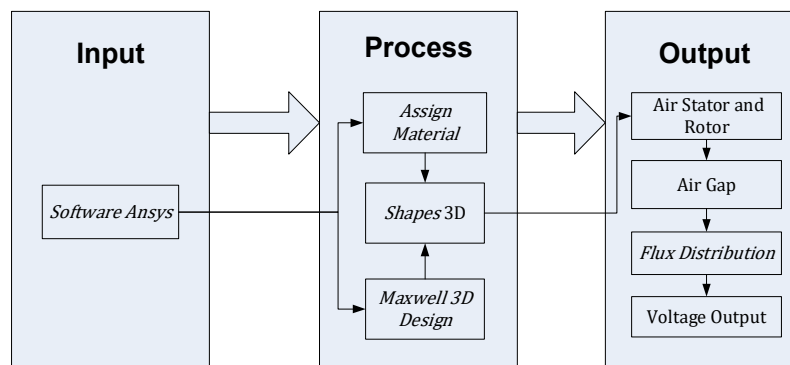 Input
Software Ansys
Process
Assign
Material
Shapes 3D
Maxwell 3D
Design
Output
Air Stator and
Rotor
Air Gap
Flux Distribution
Voltage Output